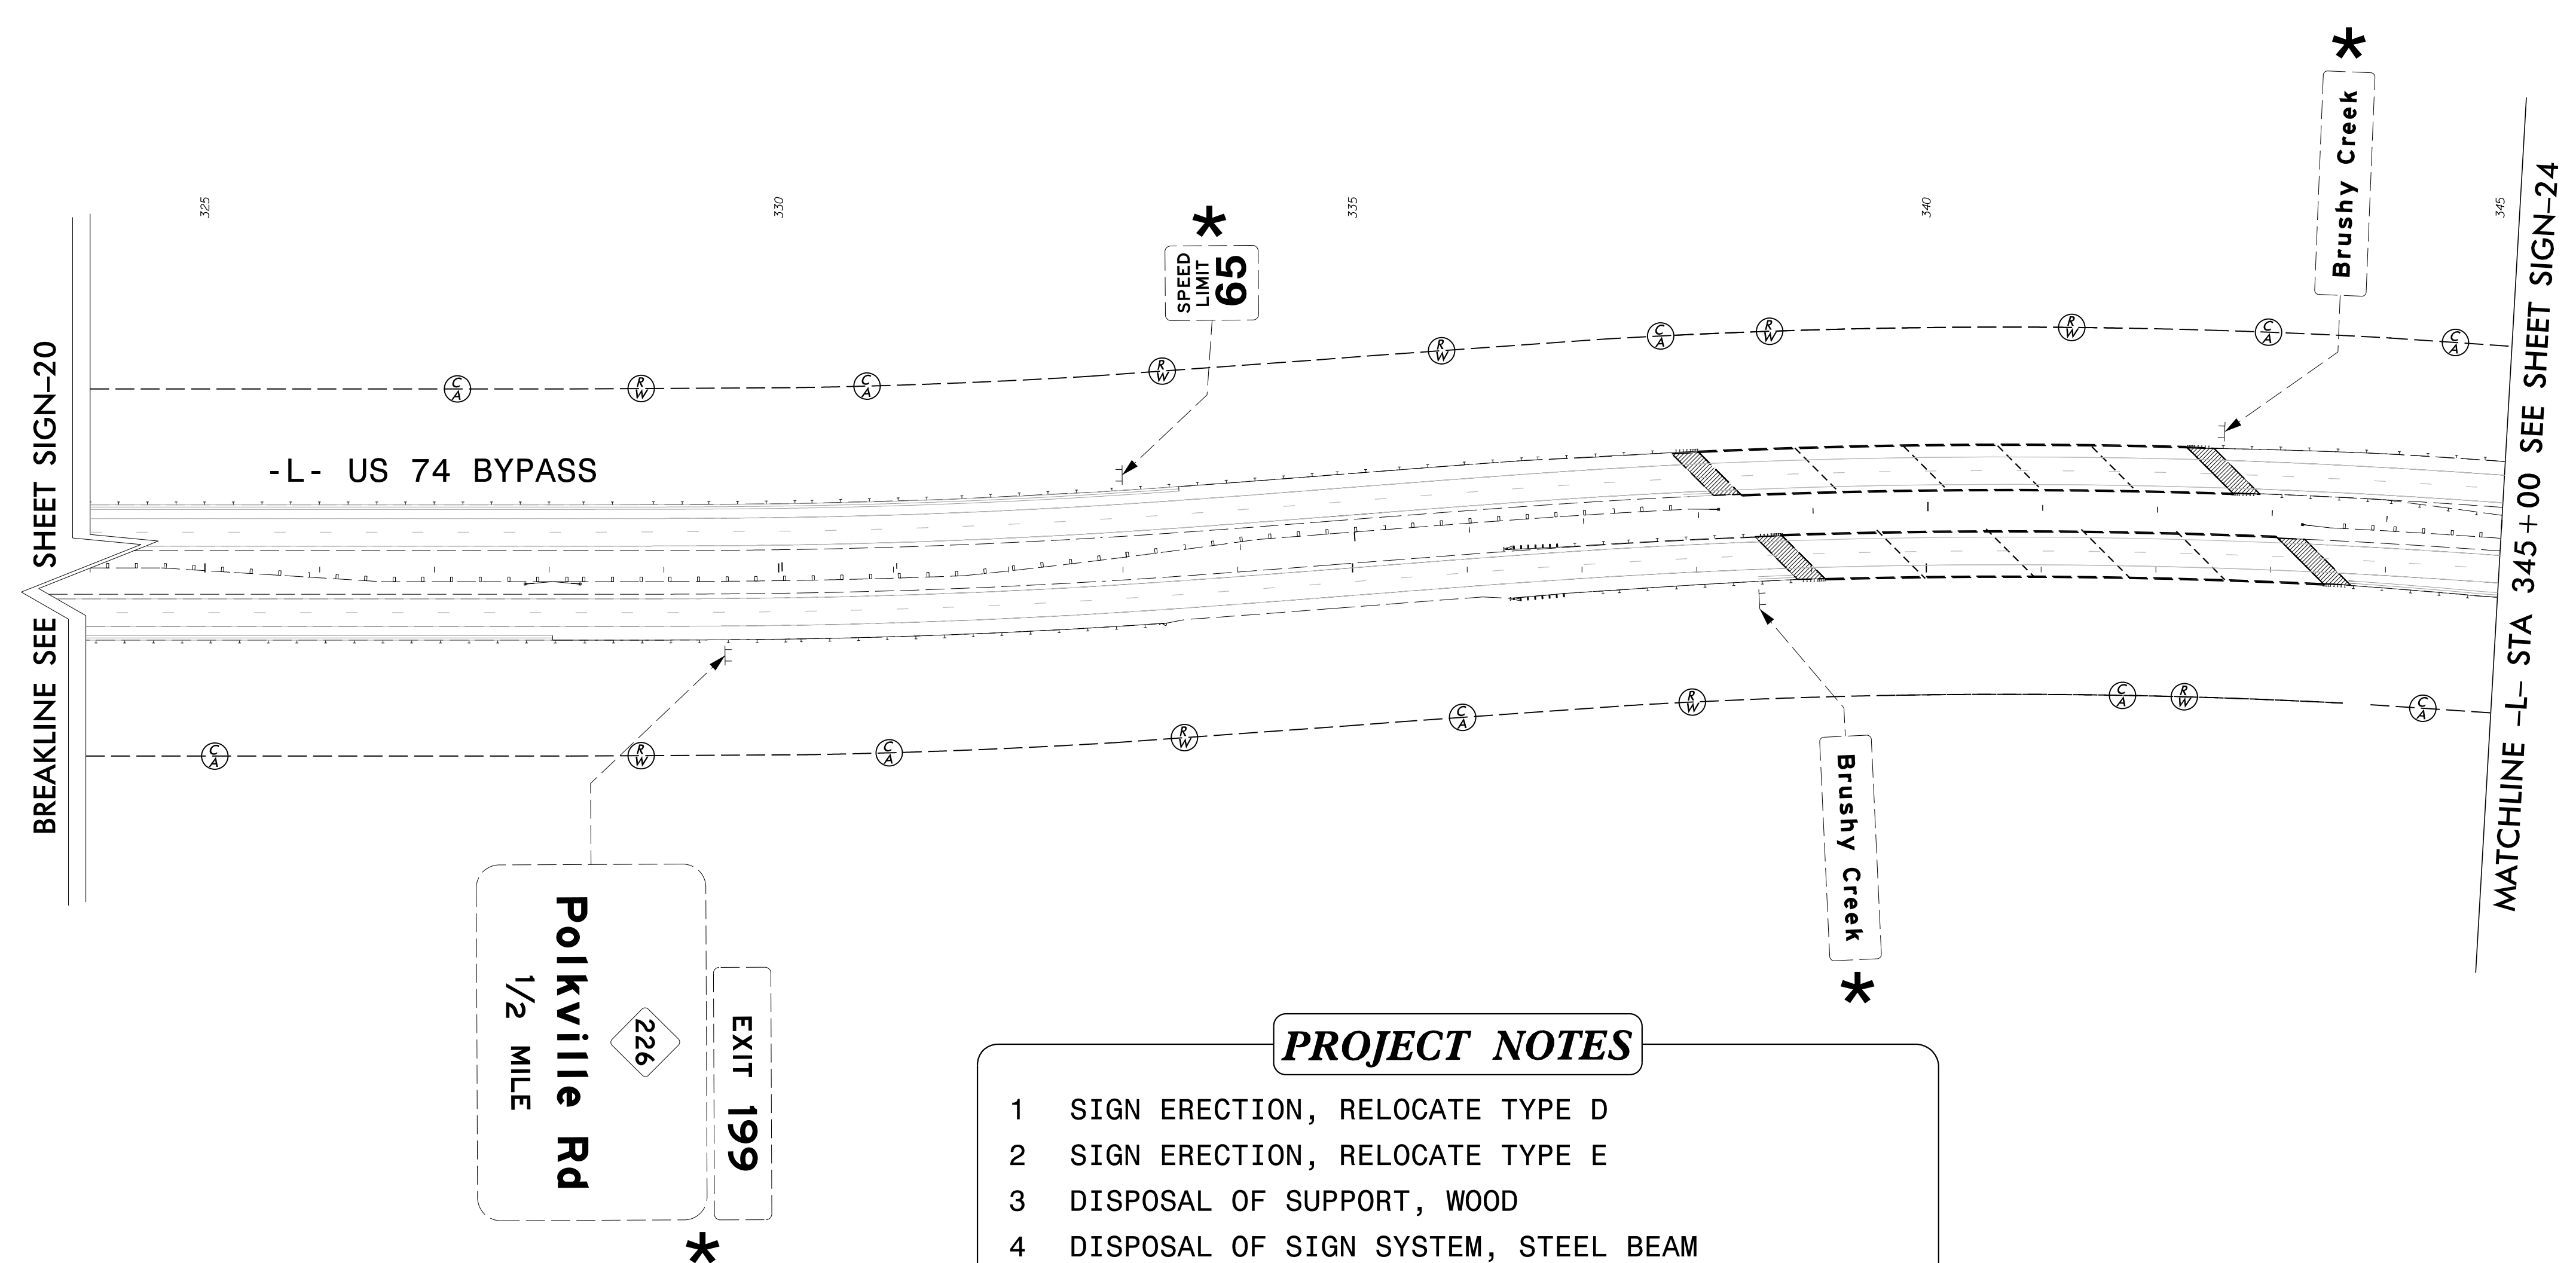 *
Brushy Creek
325
330
335
340
345
*
SPEED
LIMIT
65
C/A
R/W
C/A
R/W
R/W
C/A
R/W
R/W
C/A
C/A
BREAKLINE SEE SHEET SIGN-20
-L- US 74 BYPASS
MATCHLINE -L- STA 345+00 SEE SHEET SIGN-24
C/A
R/W
C/A
R/W
C/A
R/W
C/A
R/W
C/A
Brushy Creek
*
EXIT 199
226
Polkville Rd
1/2 MILE
*
PROJECT NOTES
1 SIGN ERECTION, RELOCATE TYPE D
2 SIGN ERECTION, RELOCATE TYPE E
3 DISPOSAL OF SUPPORT, WOOD
4 DISPOSAL OF SIGN SYSTEM, STEEL BEAM